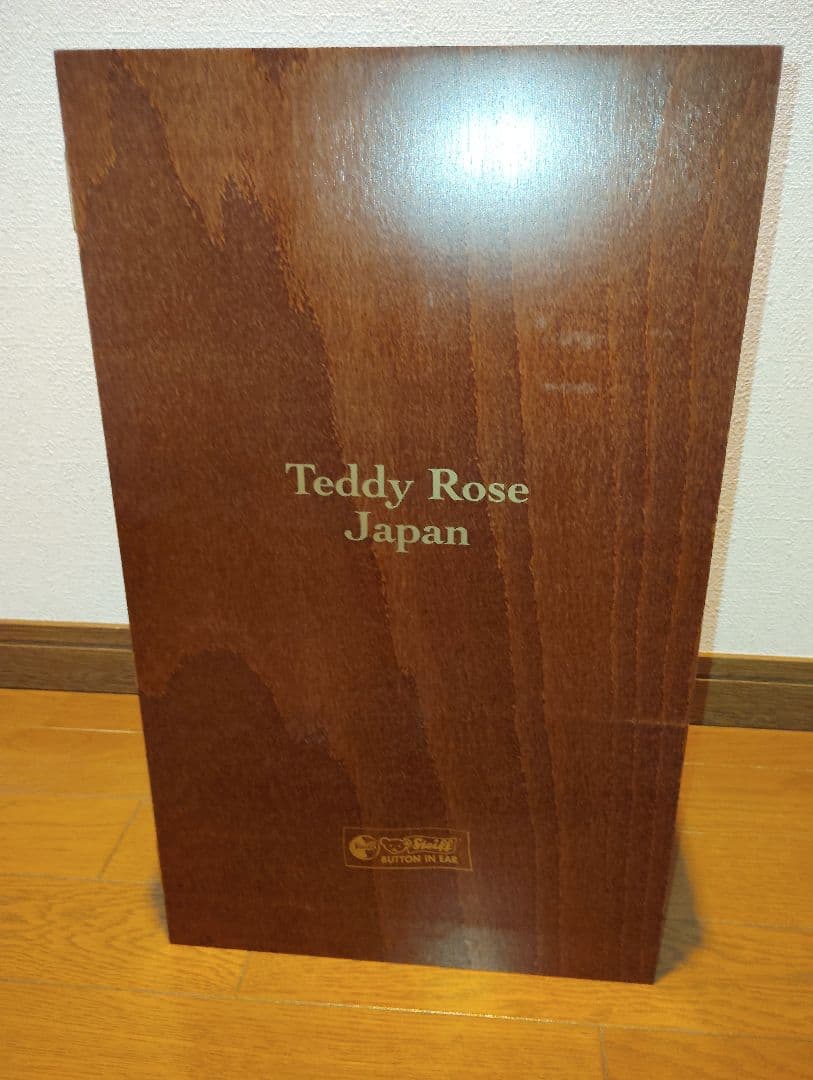 Teddy Rose
Japan
Steiff
BUTTON IN EAR